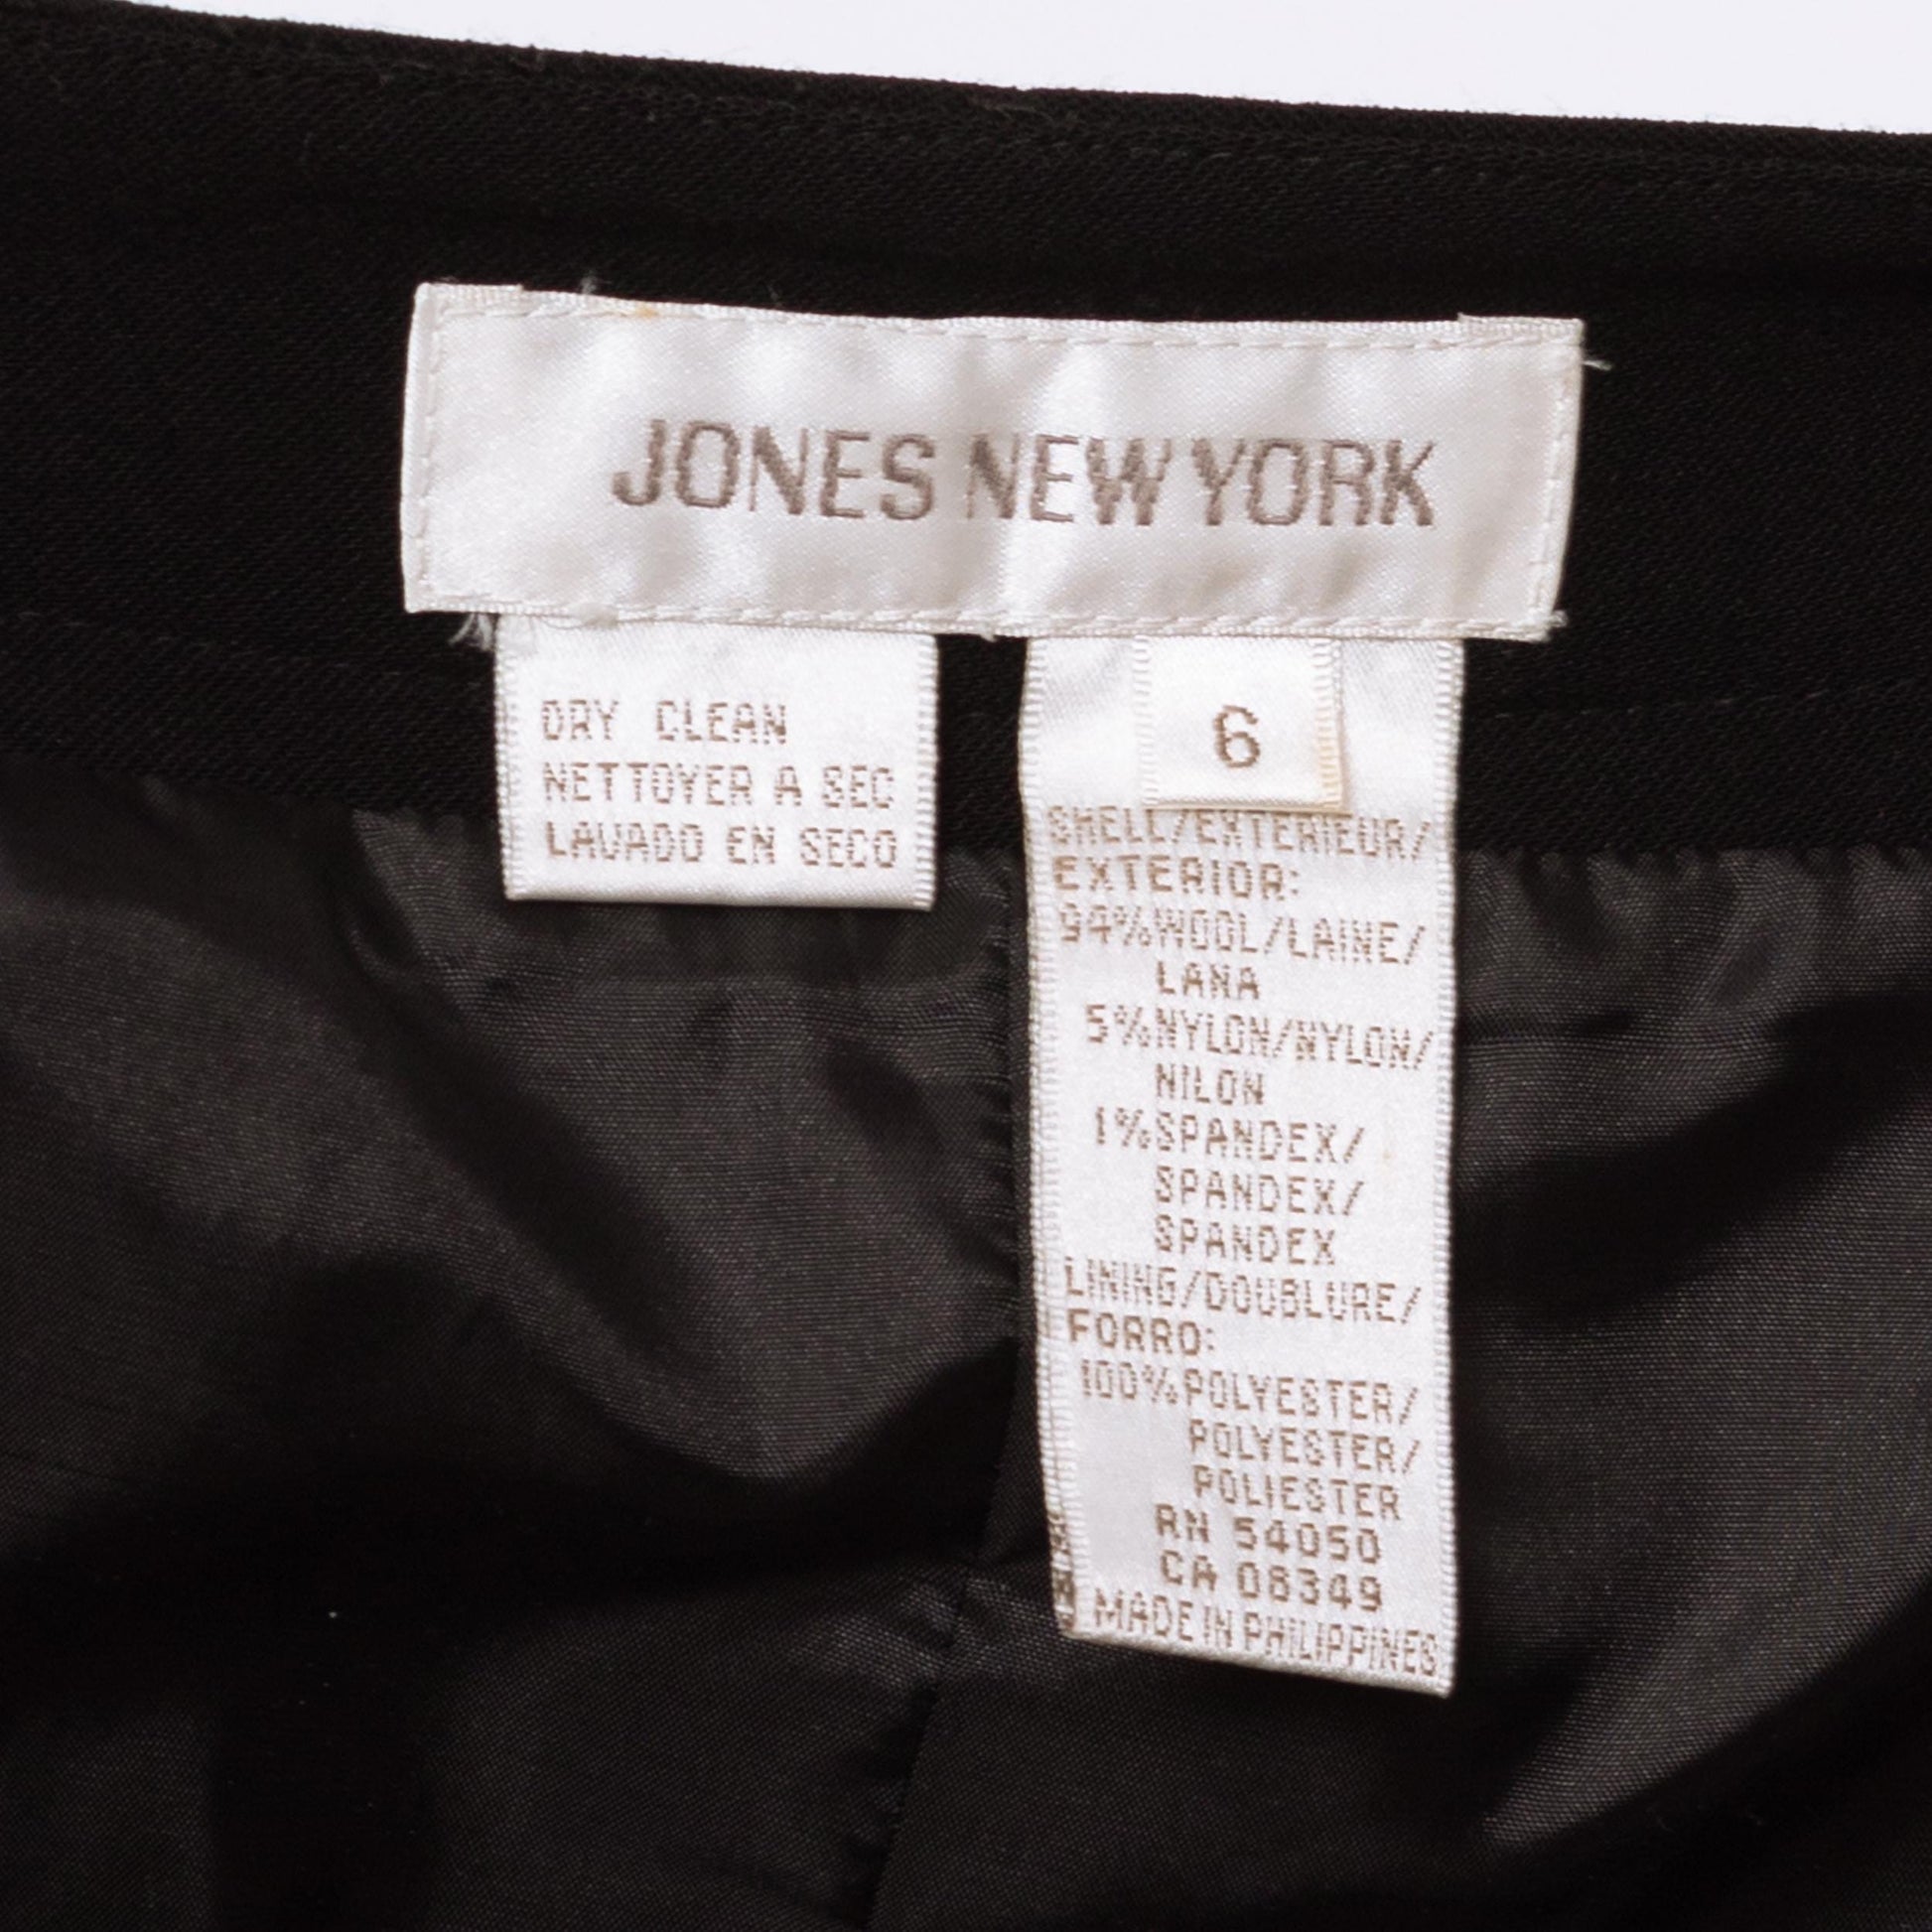 JONES NEW YORK
DRY CLEAN
NETTOYER A SEC
LAVADO EN SECO
6
SHELL/EXTERIEUR/
EXTERIOR:
94%WOOL/LAINE/
LANA
5%NYLON/NYLON/
NILON
1%SPANDEX/
SPANDEX/
SPANDEX
LINING/DOUBLURE/
FORRO:
100%POLYESTER/
POLYESTER/
POLIESTER
RN 54050
CA 08349
MADE IN PHILIPPINES